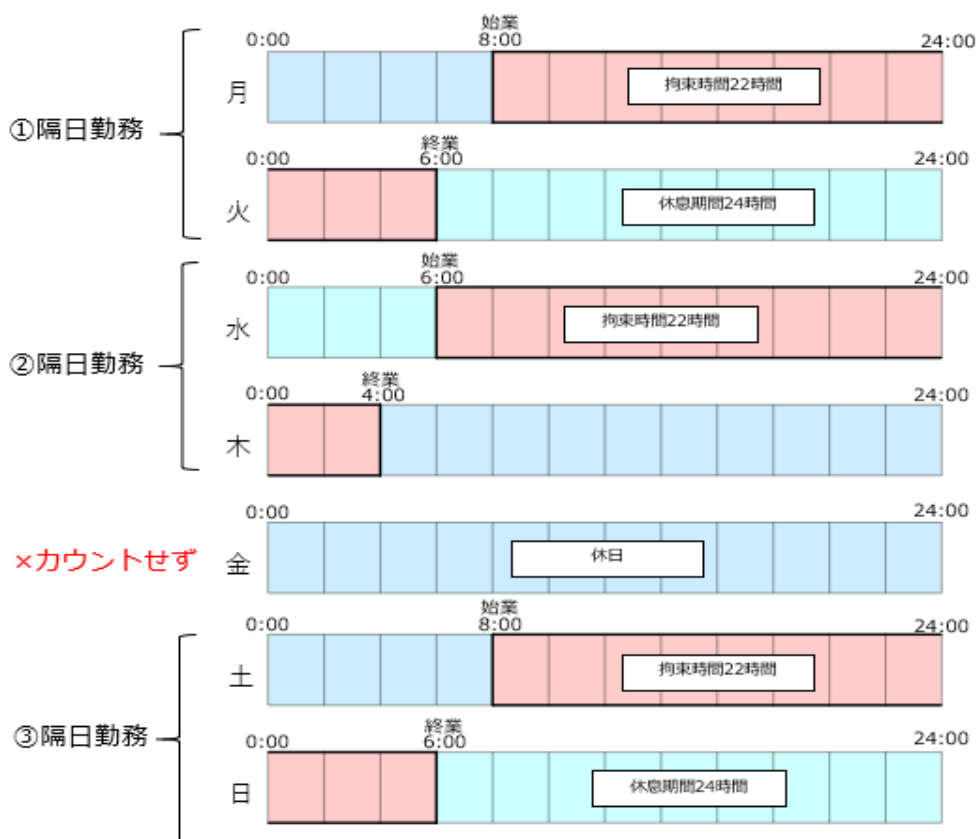 始業
0:00 8:00 24:00
月 拘束時間22時間
①隔日勤務
終業
0:00 6:00 24:00
火 休息期間24時間
始業
0:00 6:00 24:00
水 拘束時間22時間
②隔日勤務
終業
0:00 4:00 24:00
木
0:00 24:00
×カウントせず 金 休日
始業
0:00 8:00 24:00
土 拘束時間22時間
③隔日勤務
終業
0:00 6:00 24:00
日 休息期間24時間